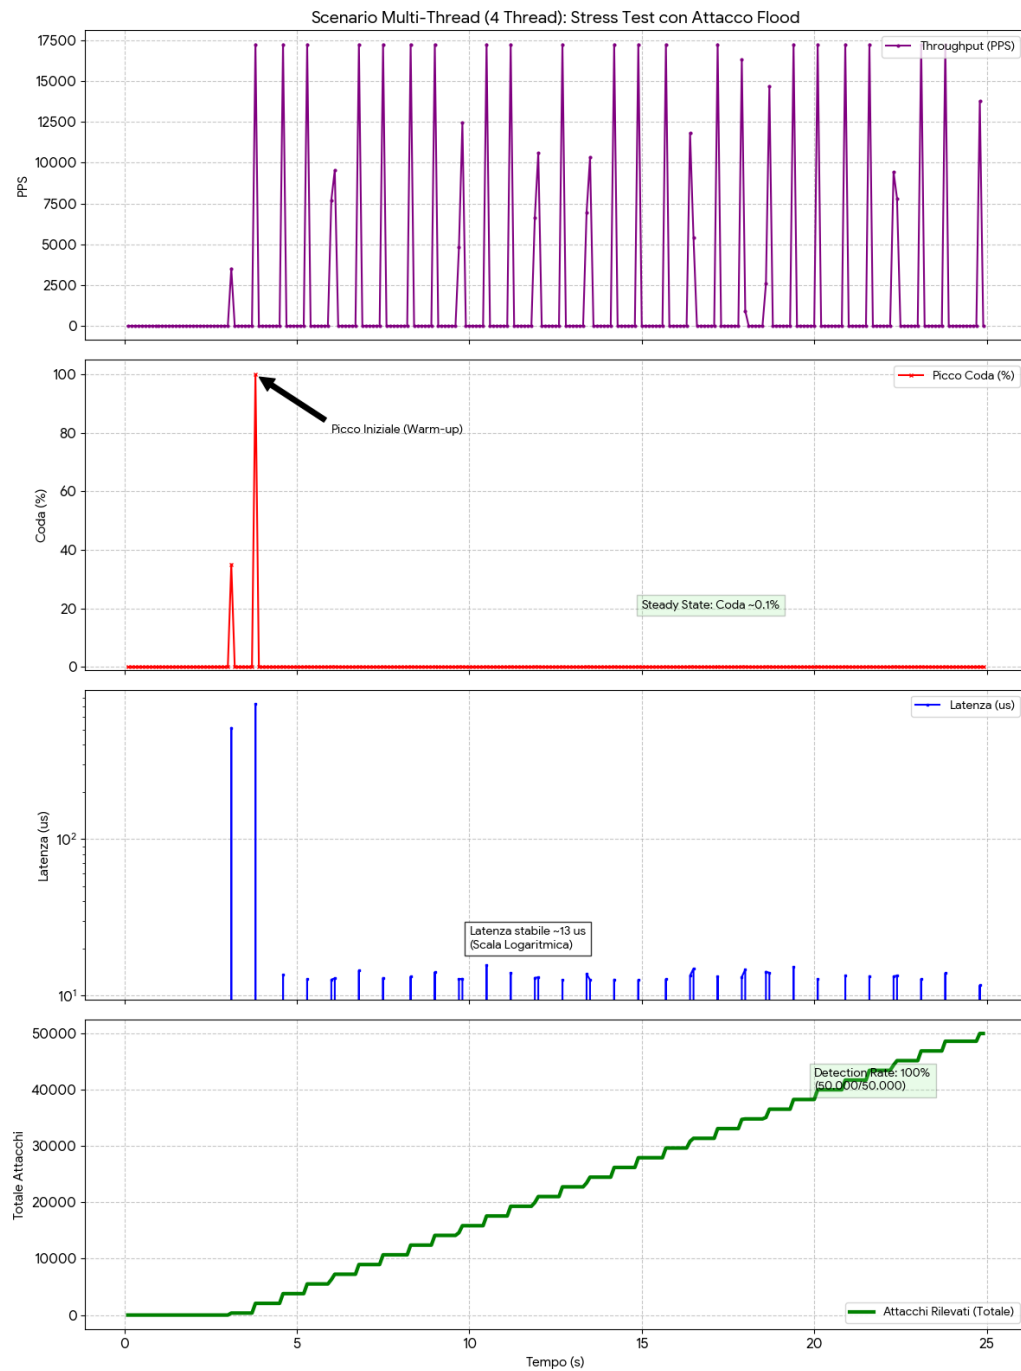 Scenario Multi-Thread (4 Thread): Stress Test con Attacco Flood
17500
15000
12500
10000
7500
5000
2500
0
PPS
Throughput (PPS)
100
80
60
40
20
0
Coda (%)
Picco Coda (%)
Picco Iniziale (Warm-up)
Steady State: Coda ~0.1%
10²
10¹
Latenza (us)
Latenza (us)
Latenza stabile ~13 us
(Scala Logaritmica)
50000
40000
30000
20000
10000
0
Totale Attacchi
Detection Rate: 100%
(50.000/50.000)
Attacchi Rilevati (Totale)
0 5 10 15 20 25
Tempo (s)